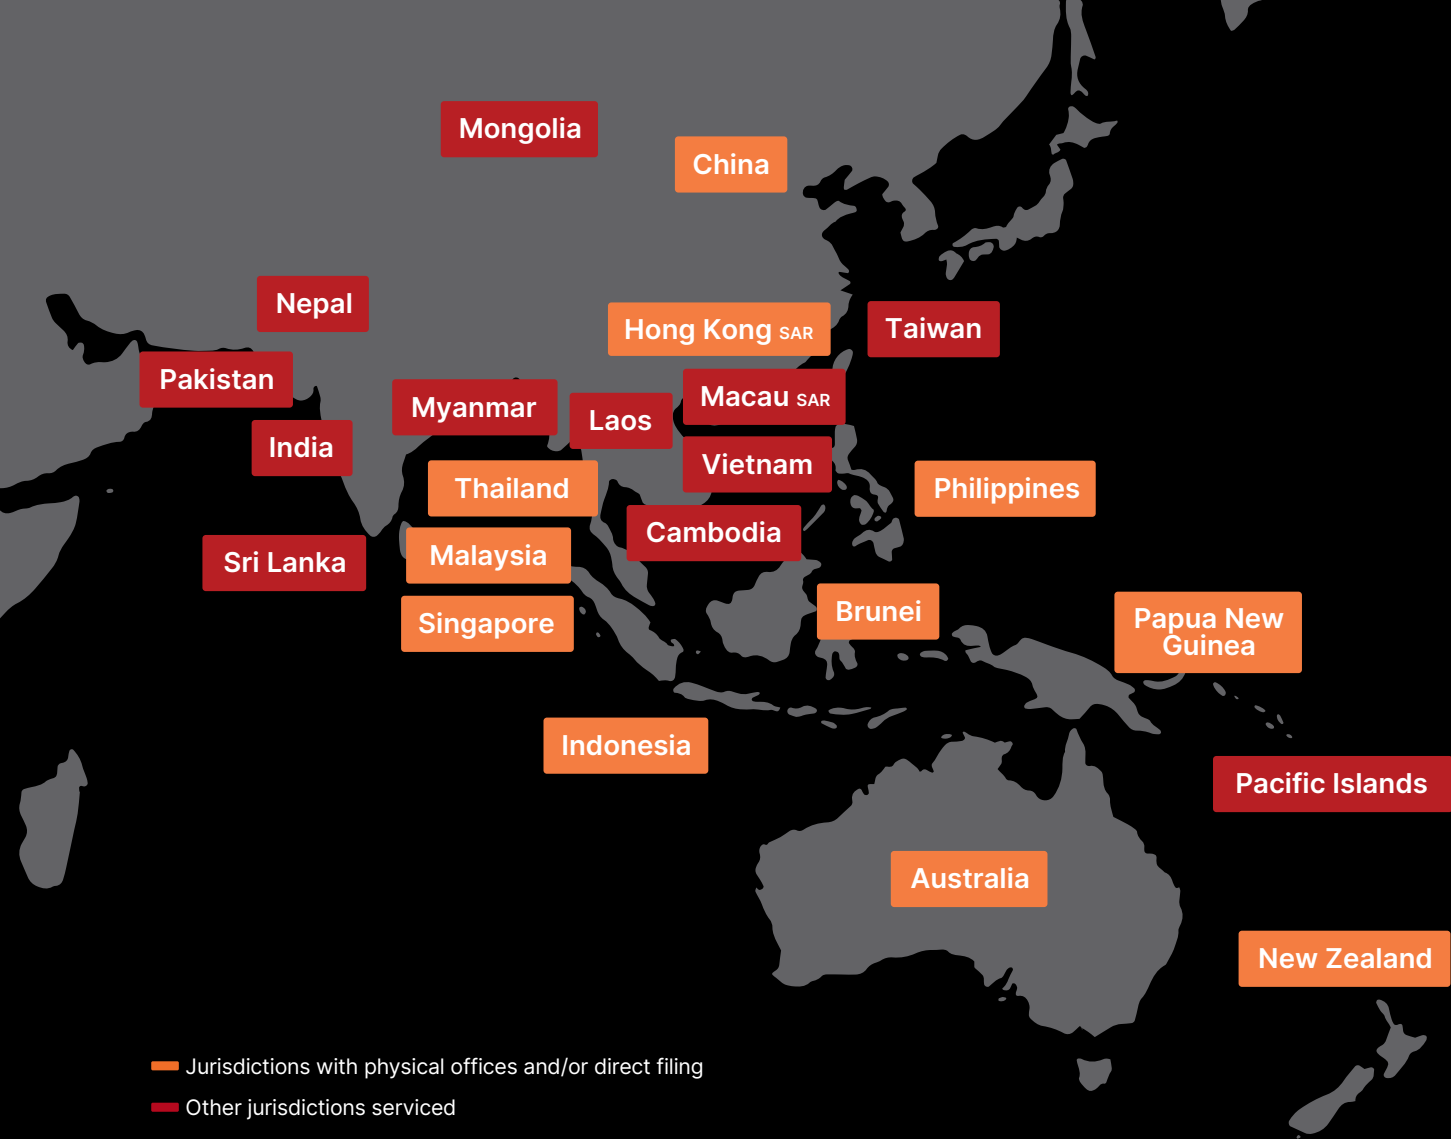 Mongolia
China
Nepal
Hong Kong SAR
Taiwan
Pakistan
Macau SAR
Myanmar
Laos
India
Vietnam
Thailand
Philippines
Cambodia
Malaysia
Sri Lanka
Brunei
Singapore
Papua New
Guinea
Indonesia
Pacific Islands
Australia
New Zealand
Jurisdictions with physical offices and/or direct filing
Other jurisdictions serviced